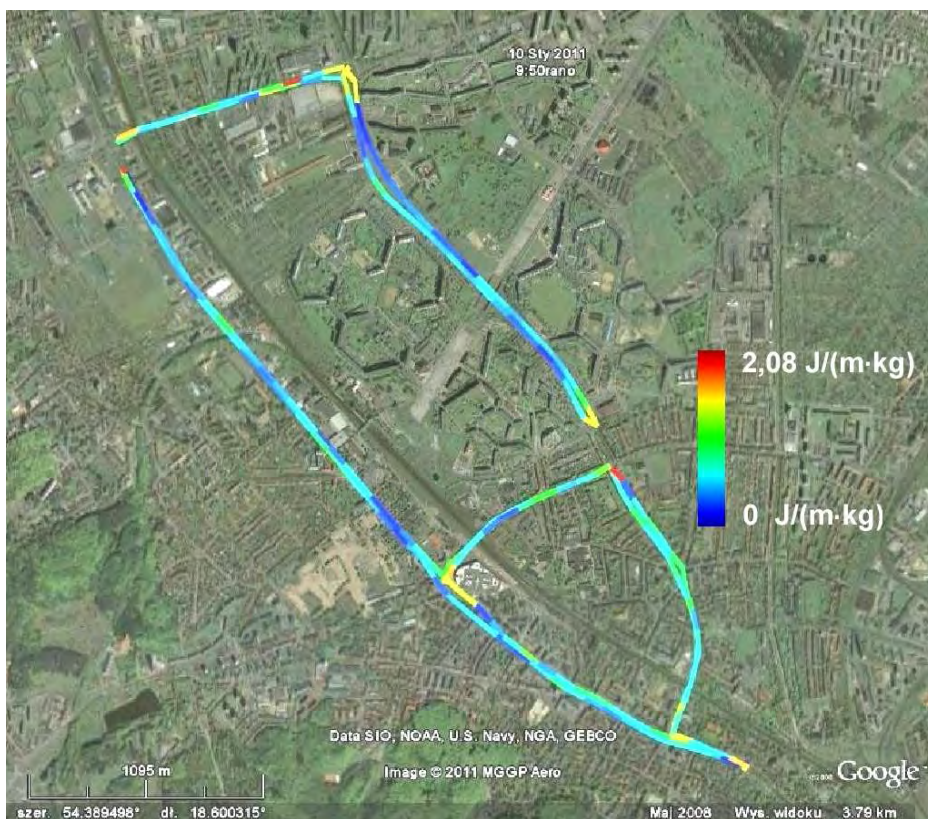 10 Sty 2011
9:50rano
2,08 J/(m·kg)
0 J/(m·kg)
Data SIO, NOAA, U.S. Navy, NGA, GEBCO
1095 m
Image © 2011 MGGP Aero
Google
szer. 54.389498° dł. 18.600315° Maj 2008 Wys. widoku 3.79 km